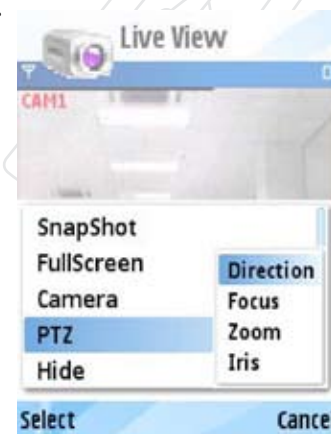 Live View
CAM1
SnapShot
FullScreen
Camera
PTZ
Hide
Direction
Focus
Zoom
Iris
Select
Cance